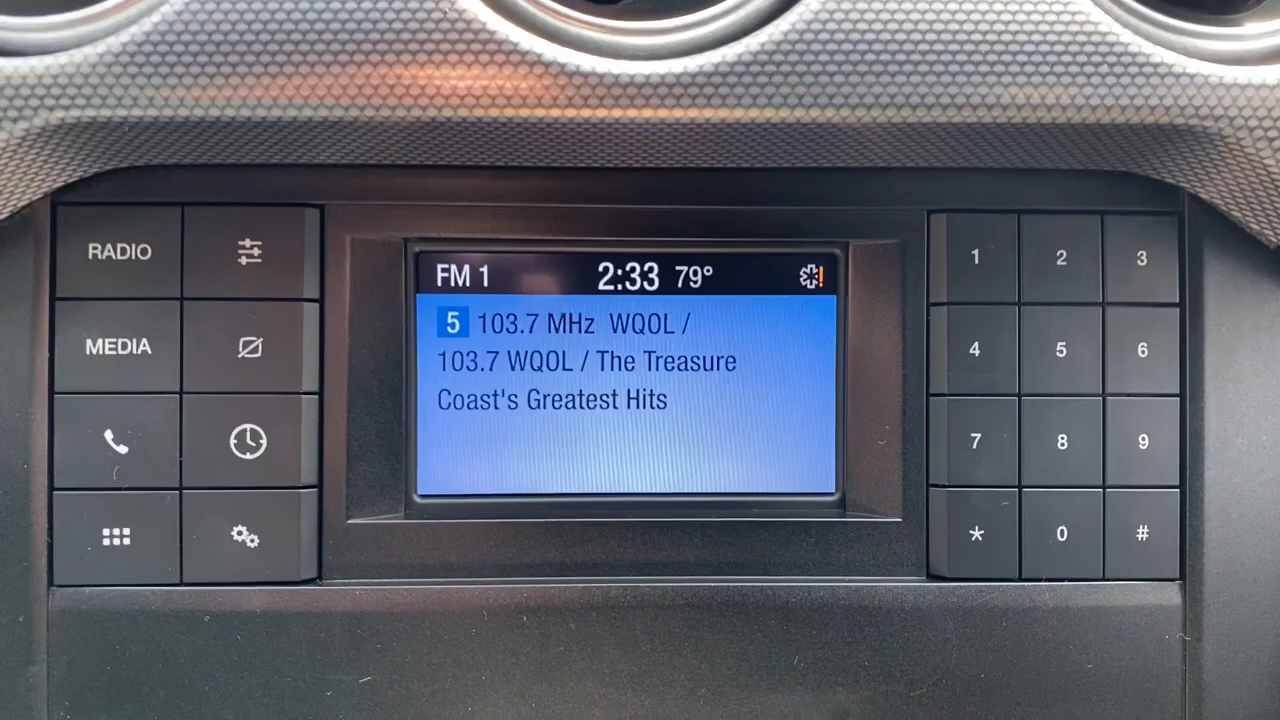 RADIO
MEDIA
FM 1 2:33 79°
5 103.7 MHz WQOL /
103.7 WQOL / The Treasure
Coast's Greatest Hits
1 2 3
4 5 6
7 8 9
* 0 #